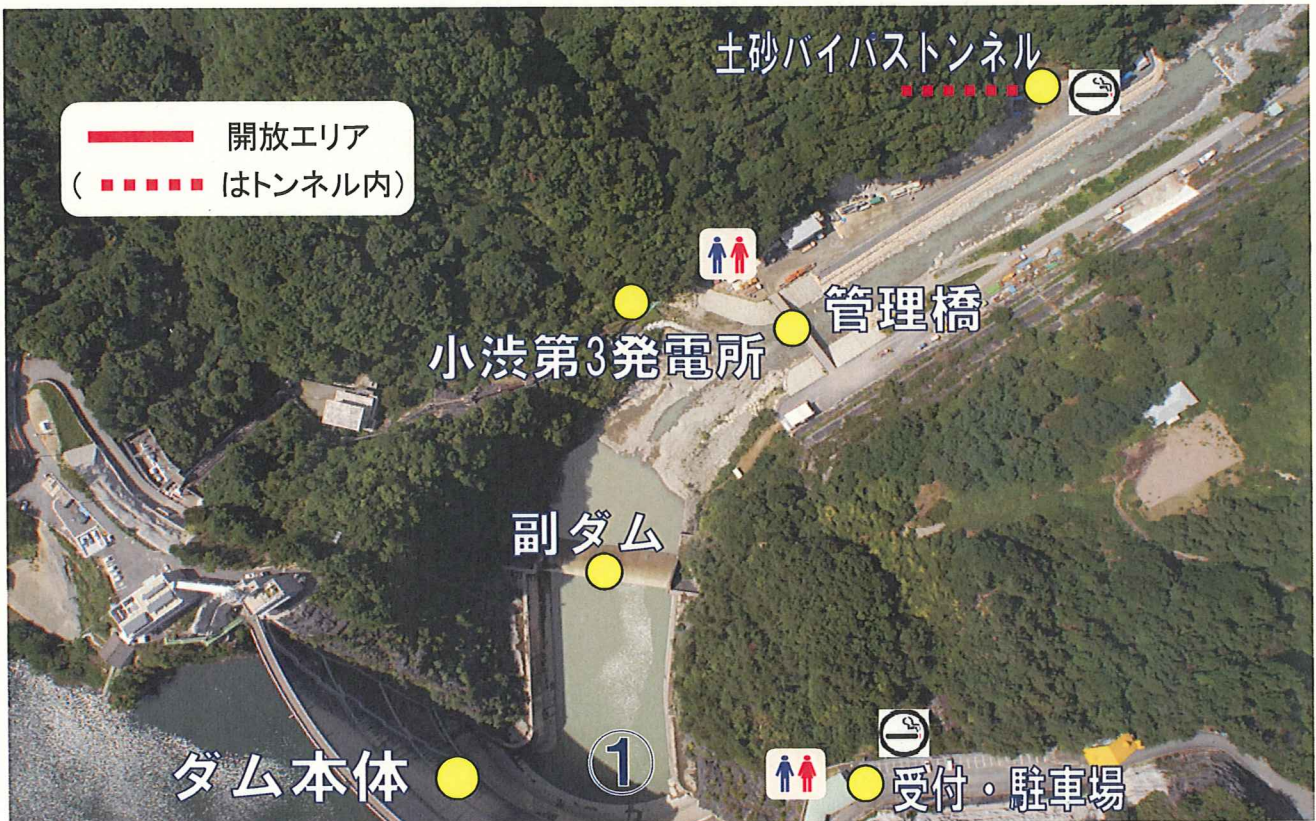 土砂バイパストンネル
開放エリア
( はトンネル内)
管理橋
小渋第3発電所
副ダム
ダム本体
①
受付・駐車場